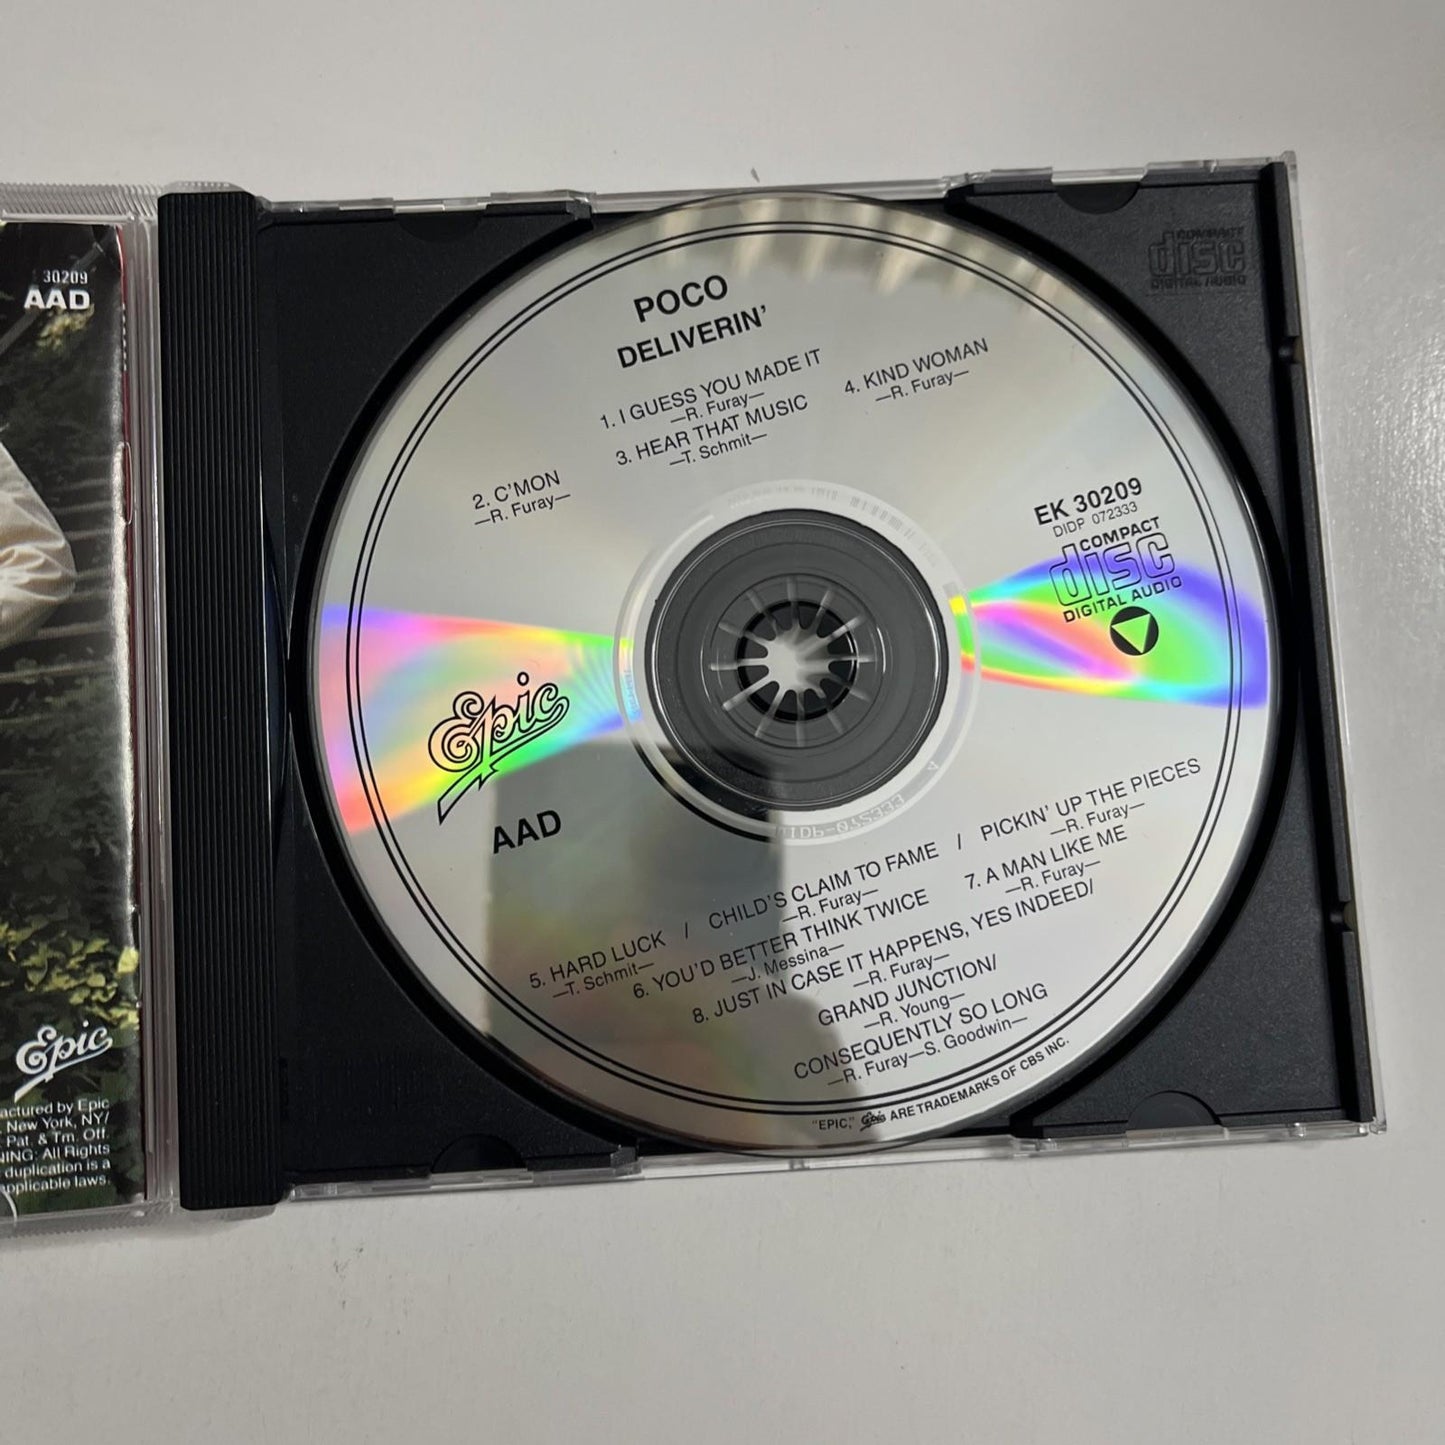 30209
AAD
Epic
actured by Epic
New York, NY/
Pat. & Tm. Off.
NING: All Rights
duplication is a
applicable laws.
COMPACT
disc
DIGITAL AUDIO
POCO
DELIVERIN'
1. I GUESS YOU MADE IT
—R. Furay—
2. C'MON
—R. Furay—
3. HEAR THAT MUSIC
—T. Schmit—
4. KIND WOMAN
—R. Furay—
EK 30209
DIDP 072333
COMPACT
disc
DIGITAL AUDIO
Epic
AAD
5. HARD LUCK / CHILD'S CLAIM TO FAME / PICKIN' UP THE PIECES
—T. Schmit— —R. Furay— —R. Furay—
6. YOU'D BETTER THINK TWICE
—J. Messina—
7. A MAN LIKE ME
—R. Furay—
8. JUST IN CASE IT HAPPENS, YES INDEED/
—R. Furay—
GRAND JUNCTION/
—R. Young—
CONSEQUENTLY SO LONG
—R. Furay—S. Goodwin—
"EPIC," Epic ARE TRADEMARKS OF CBS INC.